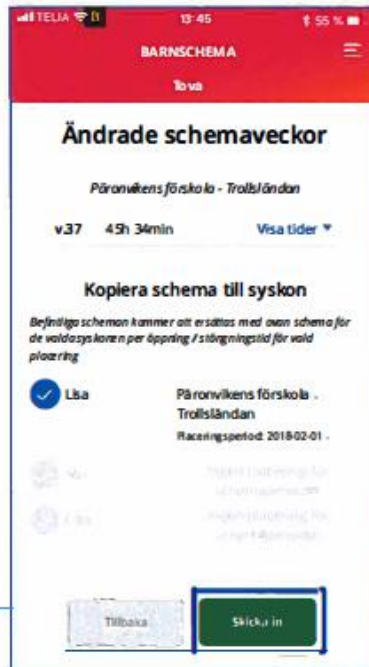 TELIA 13:45 55 %
BARNSCHEMA
Tova
Ändrade schemaveckor
Päronvikens förskola - Trollsländan
v.37 45h 34min Visa tider
Kopiera schema till syskon
Befintliga scheman kommer att ersättas med ovan schema för
de valda syskonen per öppning / stängningstid för vald
placering
Lisa Päronvikens förskola -
Trollsländan
Placeringsperiod: 2018-02-01 -
Tillbaka Skicka in